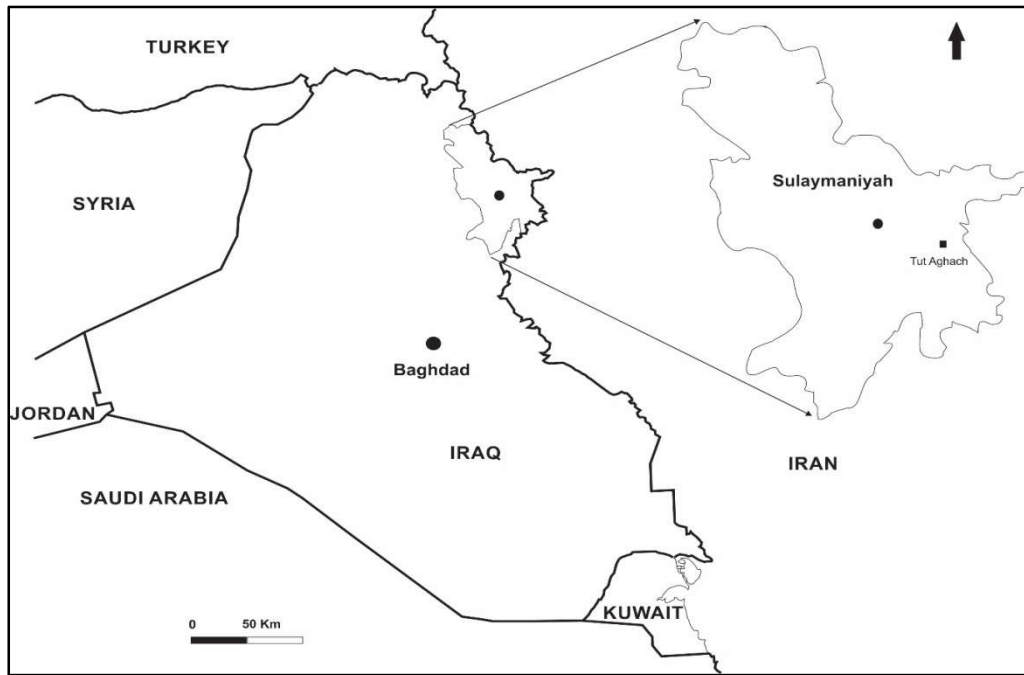 TURKEY
SYRIA
Sulaymaniyah
Tut Aghach
Baghdad
JORDAN
IRAQ
IRAN
SAUDI ARABIA
KUWAIT
0 50 Km